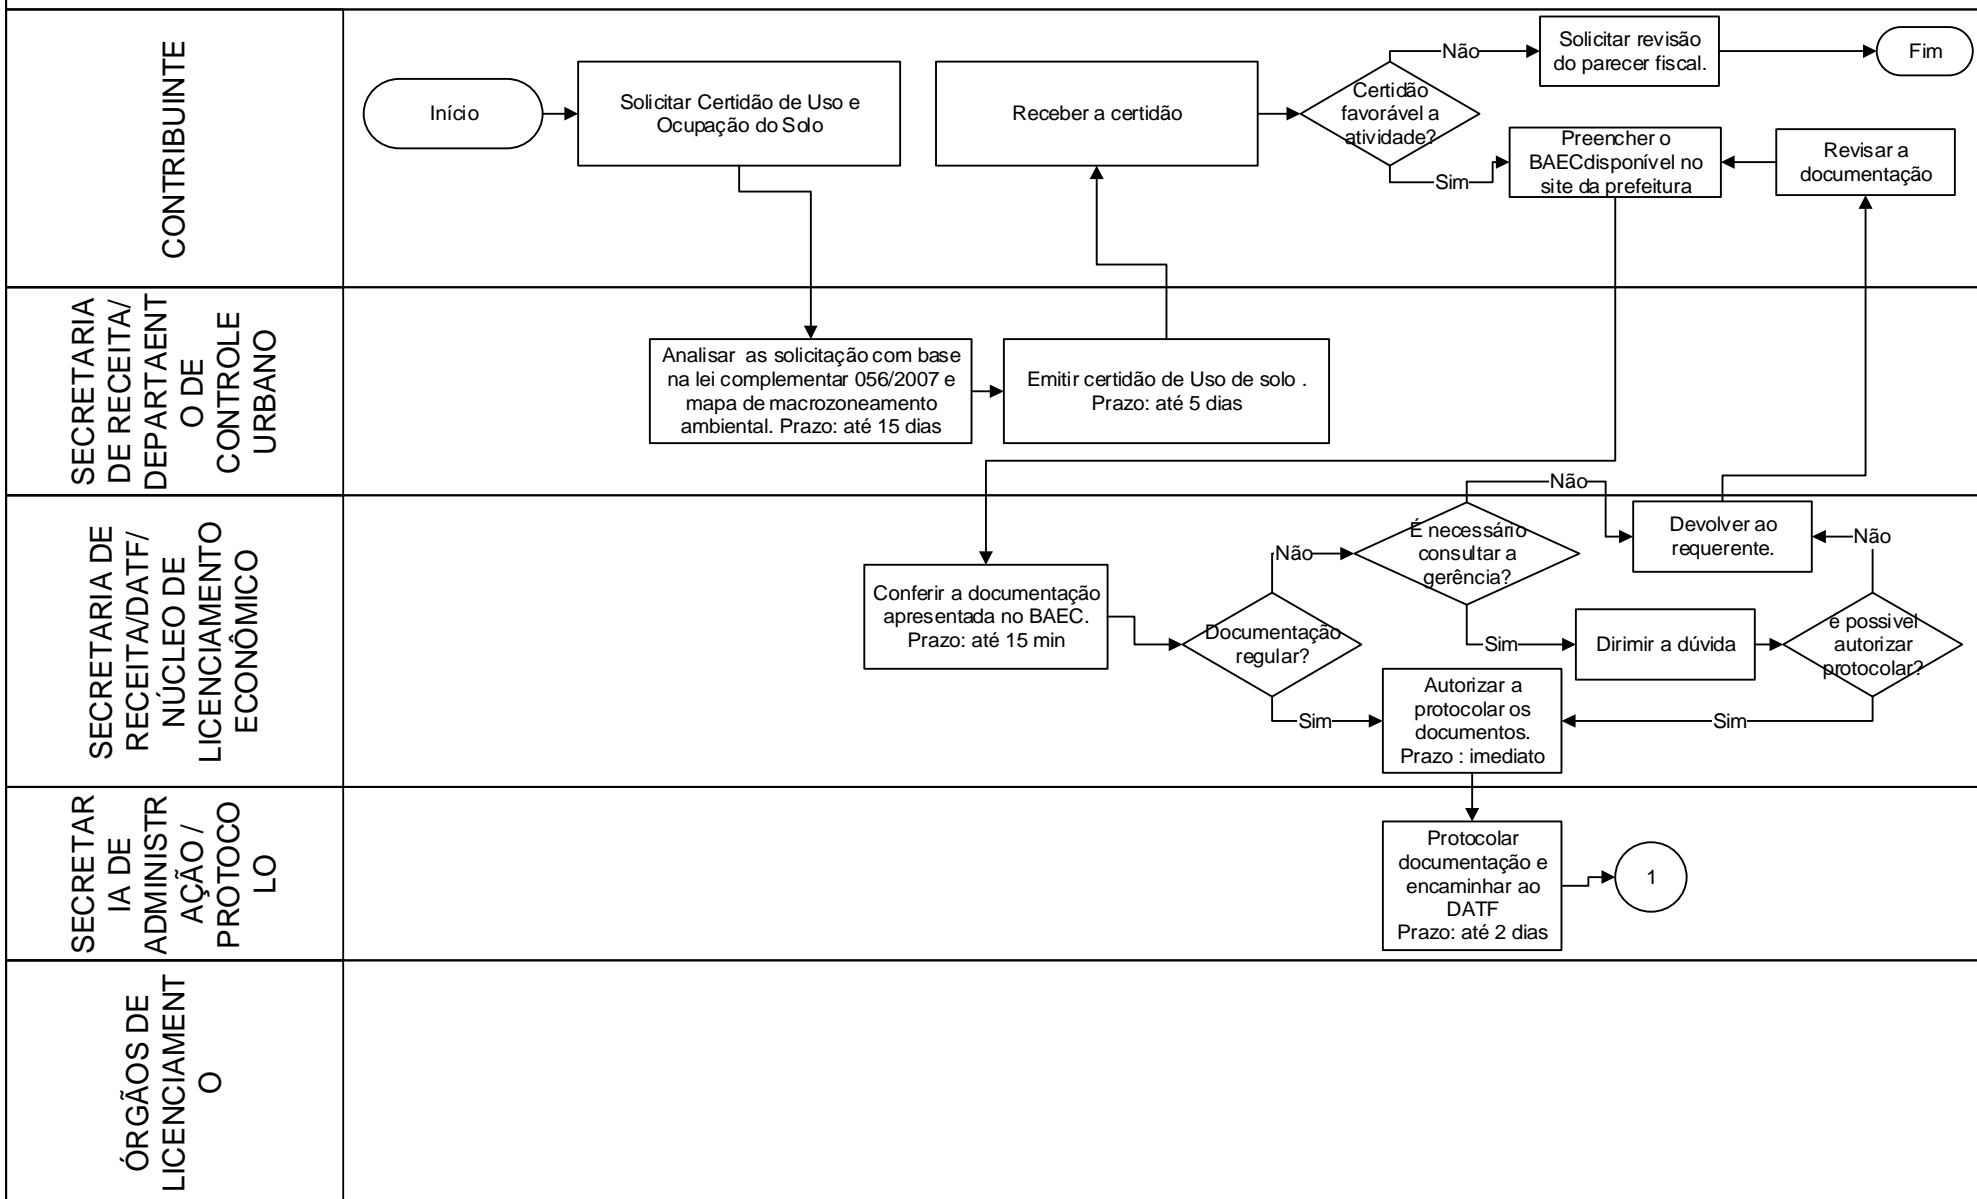 CONTRIBUINTE
Início
Solicitar Certidão de Uso e
Ocupação do Solo
Receber a certidão
Certidão
favorável a
atividade?
Não
Solicitar revisão
do parecer fiscal.
Fim
Sim
Preencher o
BAECdisponível no
site da prefeitura
Revisar a
documentação
SECRETARIA
DE RECEITA/
DEPARTAENT
O DE
CONTROLE
URBANO
Analisar as solicitação com base
na lei complementar 056/2007 e
mapa de macrozoneamento
ambiental. Prazo: até 15 dias
Emitir certidão de Uso de solo .
Prazo: até 5 dias
SECRETARIA DE
RECEITA/DATF/
NÚCLEO DE
LICENCIAMENTO
ECONÔMICO
Conferir a documentação
apresentada no BAEC.
Prazo: até 15 min
Documentação
regular?
Não
É necessário
consultar a
gerência?
Não
Devolver ao
requerente.
Não
Sim
Dirimir a dúvida
e possivel
autorizar
protocolar?
Sim
Autorizar a
protocolar os
documentos.
Prazo : imediato
Sim
SECRETAR
IA DE
ADMINISTR
AÇÃO /
PROTOCO
LO
Protocolar
documentação e
encaminhar ao
DATF
Prazo: até 2 dias
1
ÓRGÃOS DE
LICENCIAMENT
O